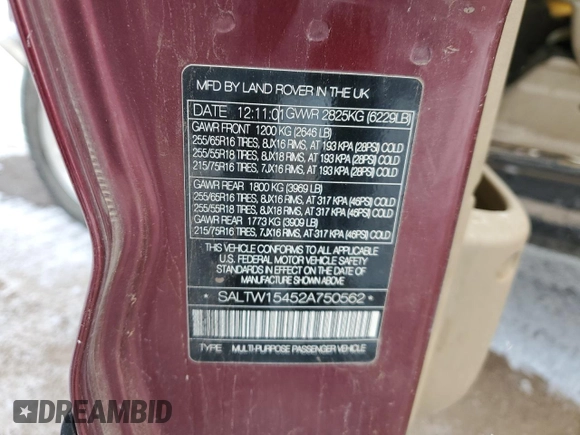 MFD BY LAND ROVER IN THE UK
DATE 12:11:01 GVWR 2825KG (6229LB)
GAWR FRONT 1200 KG (2646 LB)
255/65R16 TIRES, 8JX16 RIMS, AT 193 KPA (28PSI) COLD
255/55R18 TIRES, 8JX18 RIMS, AT 193 KPA (28PSI) COLD
215/75R16 TIRES, 7JX16 RIMS, AT 193 KPA (28PSI) COLD
GAWR REAR 1800 KG (3969 LB)
255/65R16 TIRES, 8JX16 RIMS, AT 317 KPA (46PSI) COLD
255/55R18 TIRES, 8JX18 RIMS, AT 317 KPA (46PSI) COLD
GAWR REAR 1773 KG (3909 LB)
215/75R16 TIRES, 7JX16 RIMS, AT 317 KPA (46PSI) COLD
THIS VEHICLE CONFORMS TO ALL APPLICABLE
U.S. FEDERAL MOTOR VEHICLE SAFETY
STANDARDS IN EFFECT ON THE DATE OF
MANUFACTURE SHOWN ABOVE
* SALTW15452A750562 *
TYPE MULTI-PURPOSE PASSENGER VEHICLE
DREAMBID